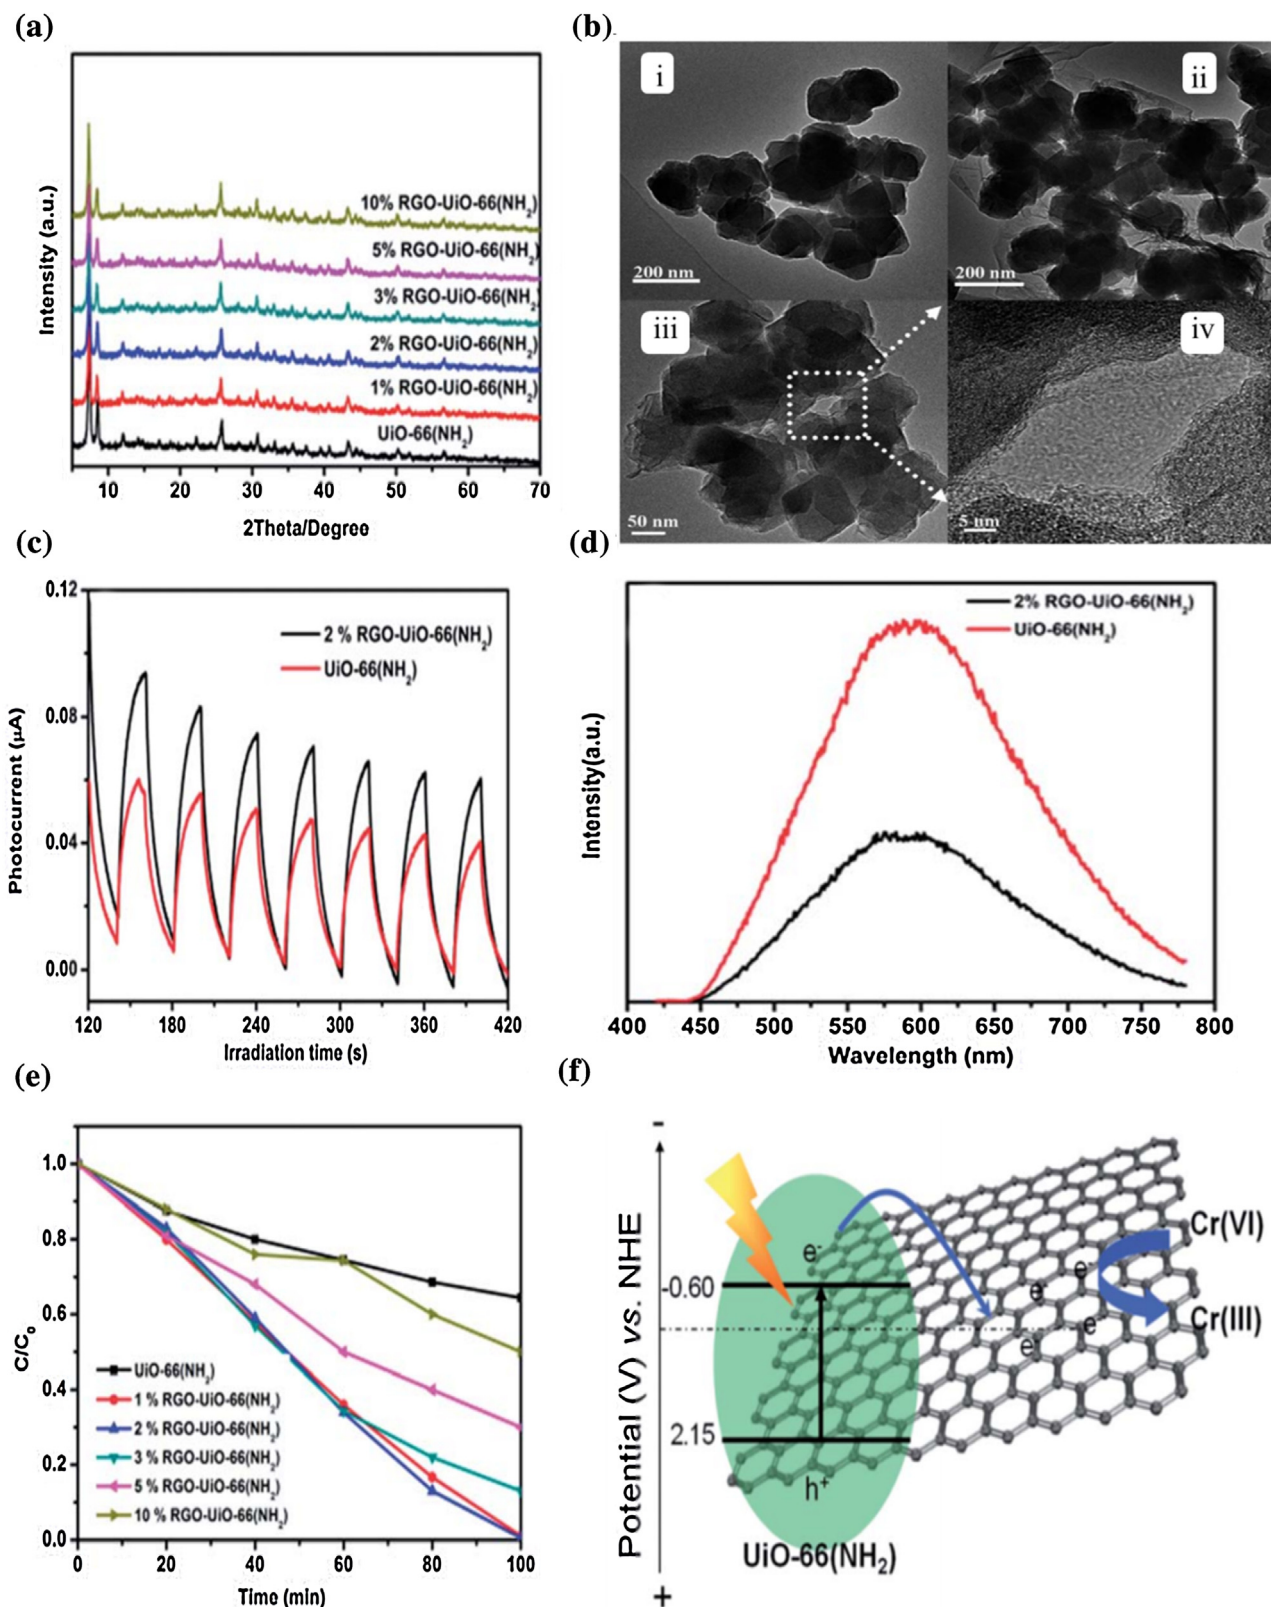 (a)
Intensity (a.u.)
10% RGO-UiO-66(NH₂)
5% RGO-UiO-66(NH₂)
3% RGO-UiO-66(NH₂)
2% RGO-UiO-66(NH₂)
1% RGO-UiO-66(NH₂)
UiO-66(NH₂)
10 20 30 40 50 60 70
2Theta/Degree
(b)
i
200 nm
ii
200 nm
iii
50 nm
iv
5 nm
(c)
Photocurrent (µA)
0.12
0.08
0.04
0.00
2 % RGO-UiO-66(NH₂)
UiO-66(NH₂)
120 180 240 300 360 420
Irradiation time (s)
(d)
Intensity(a.u.)
2% RGO-UiO-66(NH₂)
UiO-66(NH₂)
400 450 500 550 600 650 700 750 800
Wavelength (nm)
(e)
C/C₀
1.0
0.8
0.6
0.4
0.2
0.0
UiO-66(NH₂)
1 % RGO-UiO-66(NH₂)
2 % RGO-UiO-66(NH₂)
3 % RGO-UiO-66(NH₂)
5 % RGO-UiO-66(NH₂)
10 % RGO-UiO-66(NH₂)
0 20 40 60 80 100
Time (min)
(f)
-
Potential (V) vs. NHE
+
-0.60
2.15
e⁻
h⁺
UiO-66(NH₂)
Cr(VI)
e⁻
e⁻
e⁻
e⁻
Cr(III)